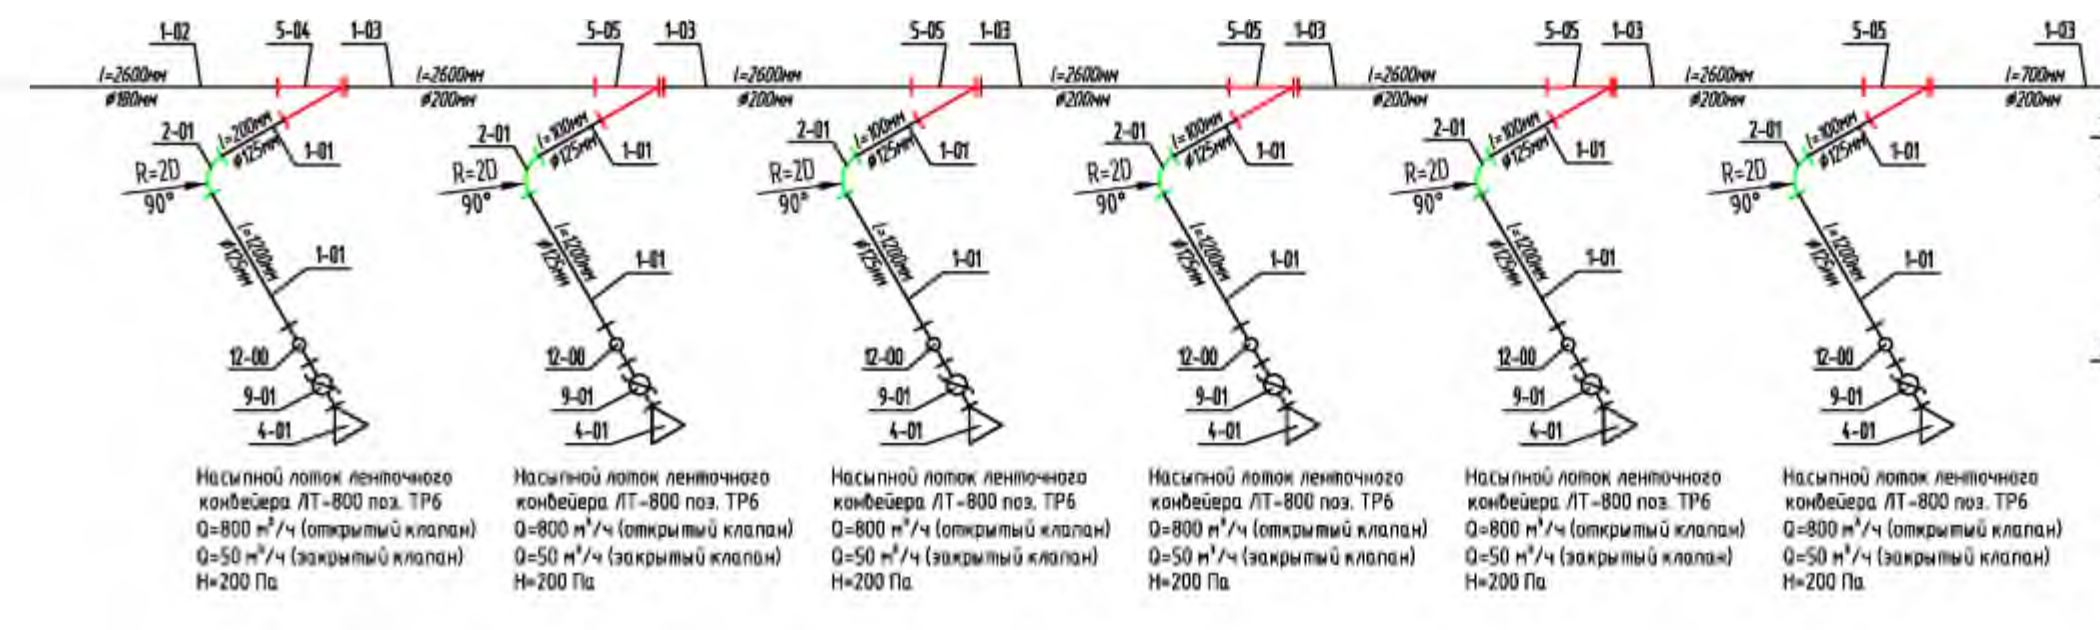 1-02 5-04 1-03 5-05 1-03 5-05 1-03 5-05 1-03 5-05 1-03 5-05 1-03
l=2600мм l=2600мм l=2600мм l=2600мм l=2600мм l=2600мм l=700мм
ø180мм ø200мм ø200мм ø200мм ø200мм ø200мм ø200мм
2-01 l=200мм 2-01 l=100мм 2-01 l=100мм 2-01 l=100мм 2-01 l=100мм 2-01 l=100мм
ø125мм 1-01 ø125мм 1-01 ø125мм 1-01 ø125мм 1-01 ø125мм 1-01 ø125мм 1-01
R=2D R=2D R=2D R=2D R=2D R=2D
90° 90° 90° 90° 90° 90°
l=1200мм l=1200мм l=1200мм l=1200мм l=1200мм l=1200мм
ø125мм 1-01 ø125мм 1-01 ø125мм 1-01 ø125мм 1-01 ø125мм 1-01 ø125мм 1-01
12-00 12-00 12-00 12-00 12-00 12-00
9-01 9-01 9-01 9-01 9-01 9-01
4-01 4-01 4-01 4-01 4-01 4-01
Насыпной лоток ленточного
конвейера ЛТ-800 поз. ТР6
Q=800 м³/ч (открытый клапан)
Q=50 м³/ч (закрытый клапан)
Н=200 Па
Насыпной лоток ленточного
конвейера ЛТ-800 поз. ТР6
Q=800 м³/ч (открытый клапан)
Q=50 м³/ч (закрытый клапан)
Н=200 Па
Насыпной лоток ленточного
конвейера ЛТ-800 поз. ТР6
Q=800 м³/ч (открытый клапан)
Q=50 м³/ч (закрытый клапан)
Н=200 Па
Насыпной лоток ленточного
конвейера ЛТ-800 поз. ТР6
Q=800 м³/ч (открытый клапан)
Q=50 м³/ч (закрытый клапан)
Н=200 Па
Насыпной лоток ленточного
конвейера ЛТ-800 поз. ТР6
Q=800 м³/ч (открытый клапан)
Q=50 м³/ч (закрытый клапан)
Н=200 Па
Насыпной лоток ленточного
конвейера ЛТ-800 поз. ТР6
Q=800 м³/ч (открытый клапан)
Q=50 м³/ч (закрытый клапан)
Н=200 Па